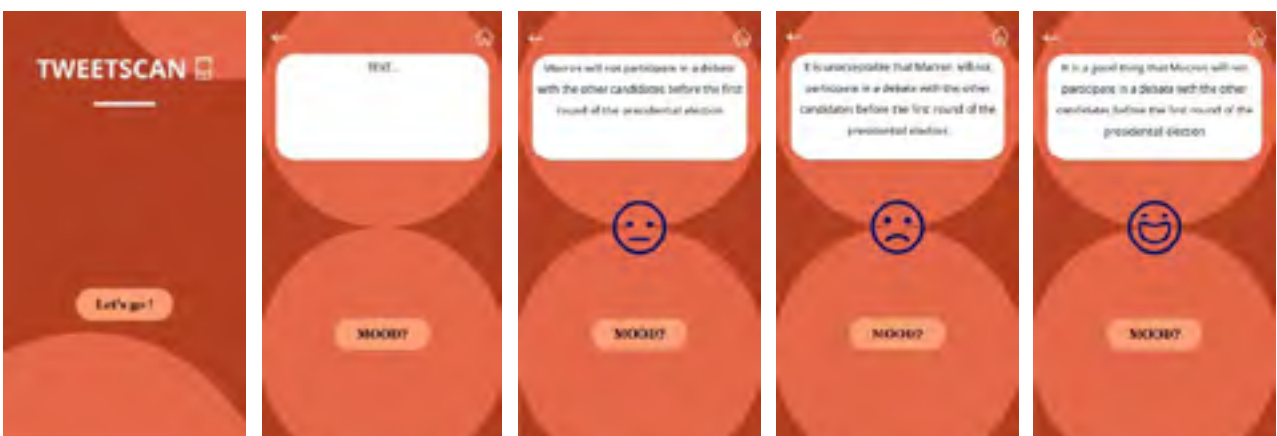 TWEETSCAN
Let's go !
TEXT...
MOOD?
Macron will not participate in a debate
with the other candidates before the first
round of the presidential election
MOOD?
It is unacceptable that Macron will not
participate in a debate with the other
candidates before the first round of the
presidential election.
MOOD?
It is a good thing that Macron will not
participate in a debate with the other
candidates before the first round of the
presidential election
MOOD?